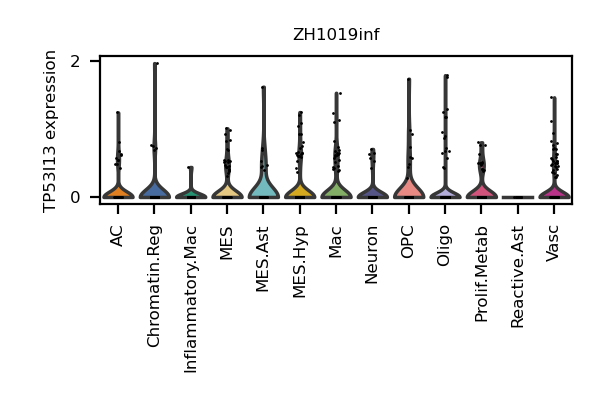 ZH1019inf
TP53I13 expression
2
0
AC
Chromatin.Reg
Inflammatory.Mac
MES
MES.Ast
MES.Hyp
Mac
Neuron
OPC
Oligo
Prolif.Metab
Reactive.Ast
Vasc